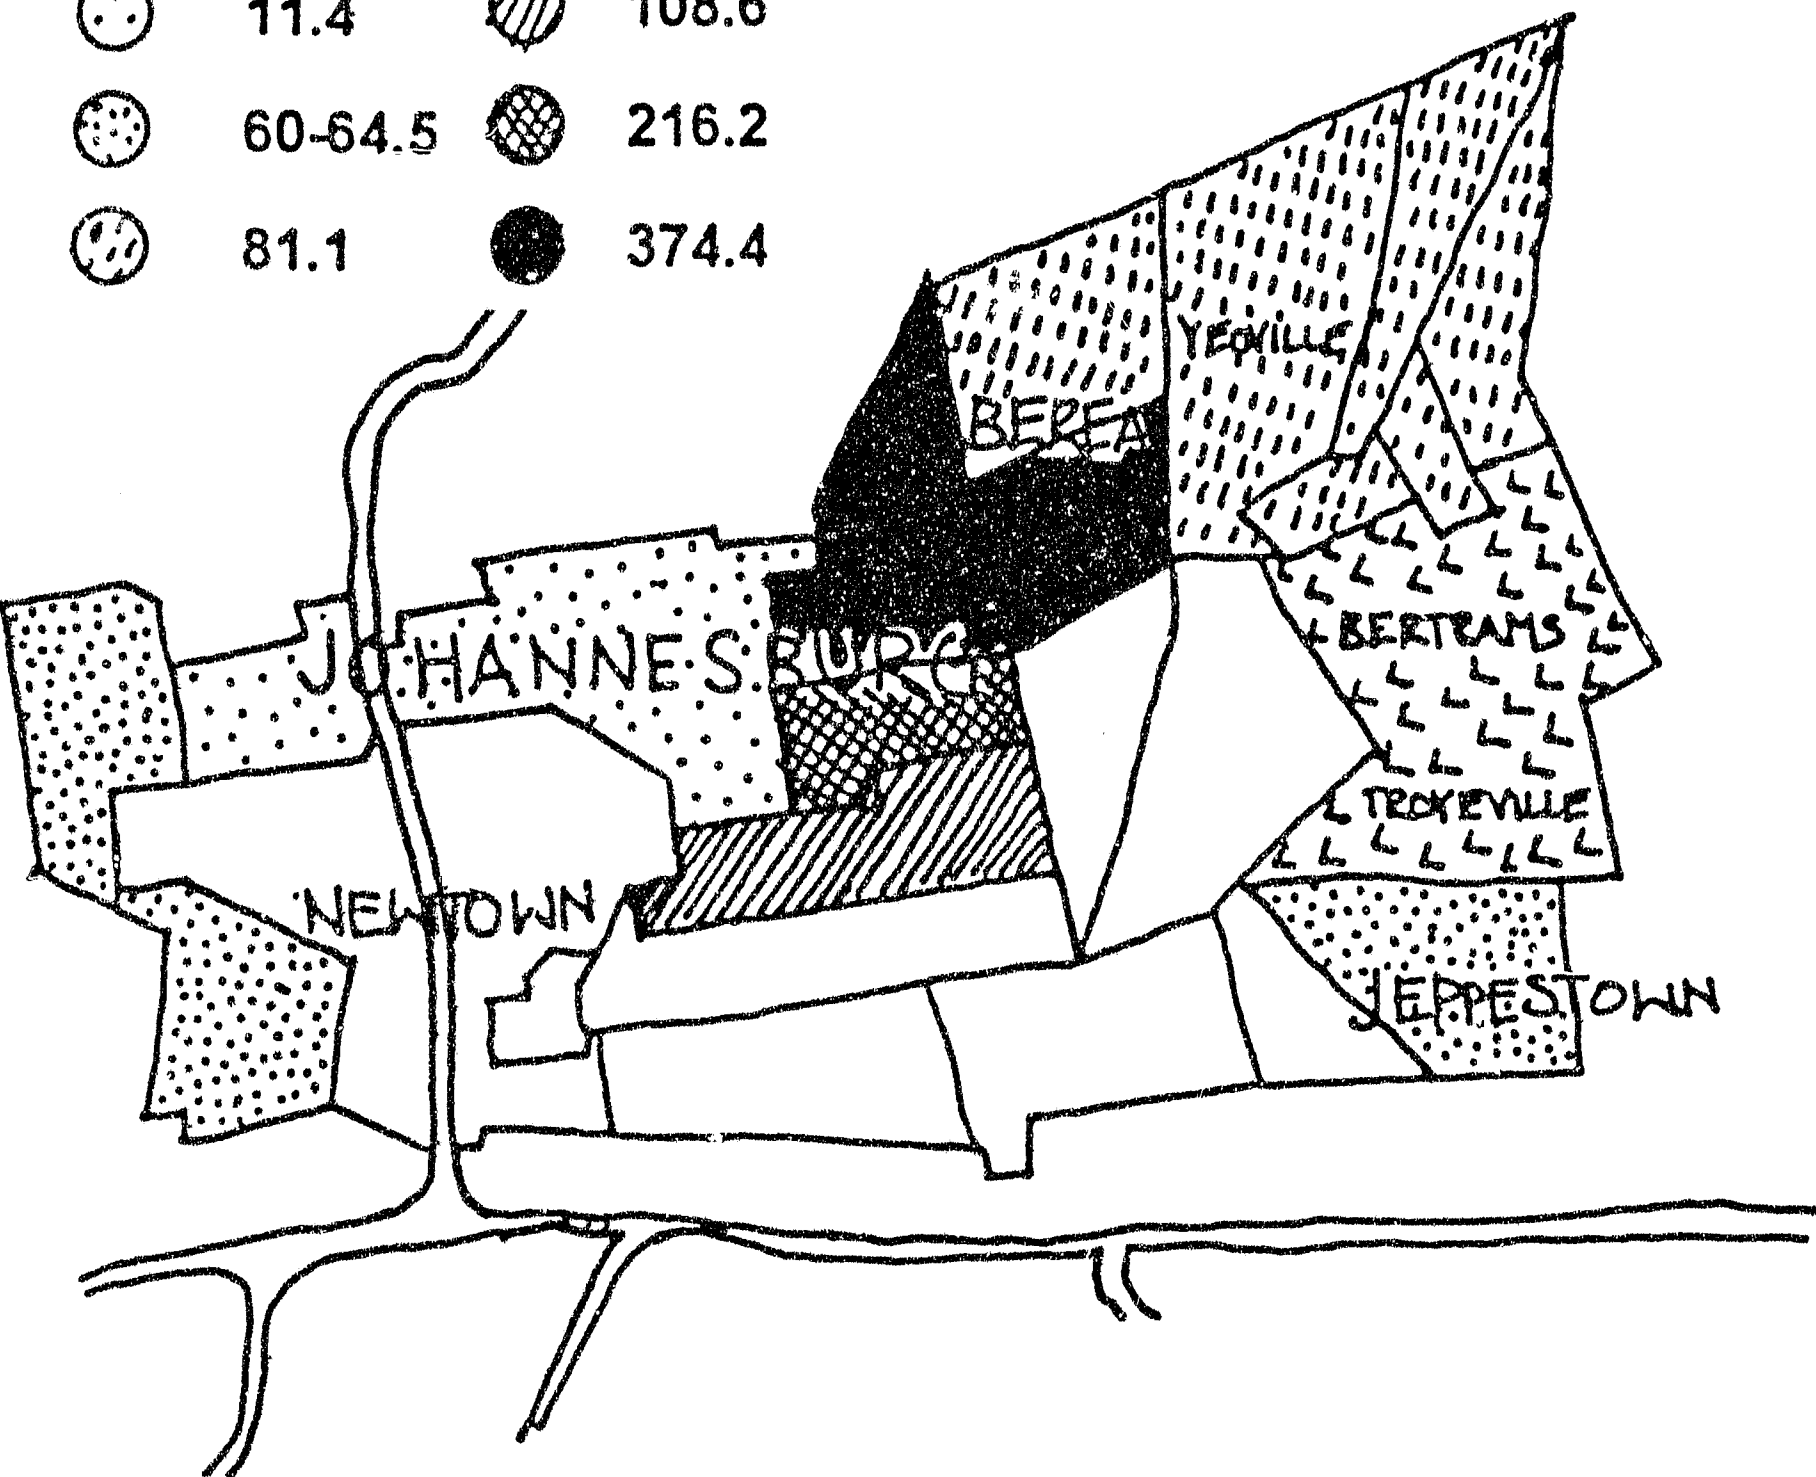 11.4 108.6
60-64.5 216.2
81.1 374.4
YEOVILLE
BEREA
BERTRAMS
JOHANNESBURG
TROYEVILLE
NEWTOWN
JEPPESTOWN